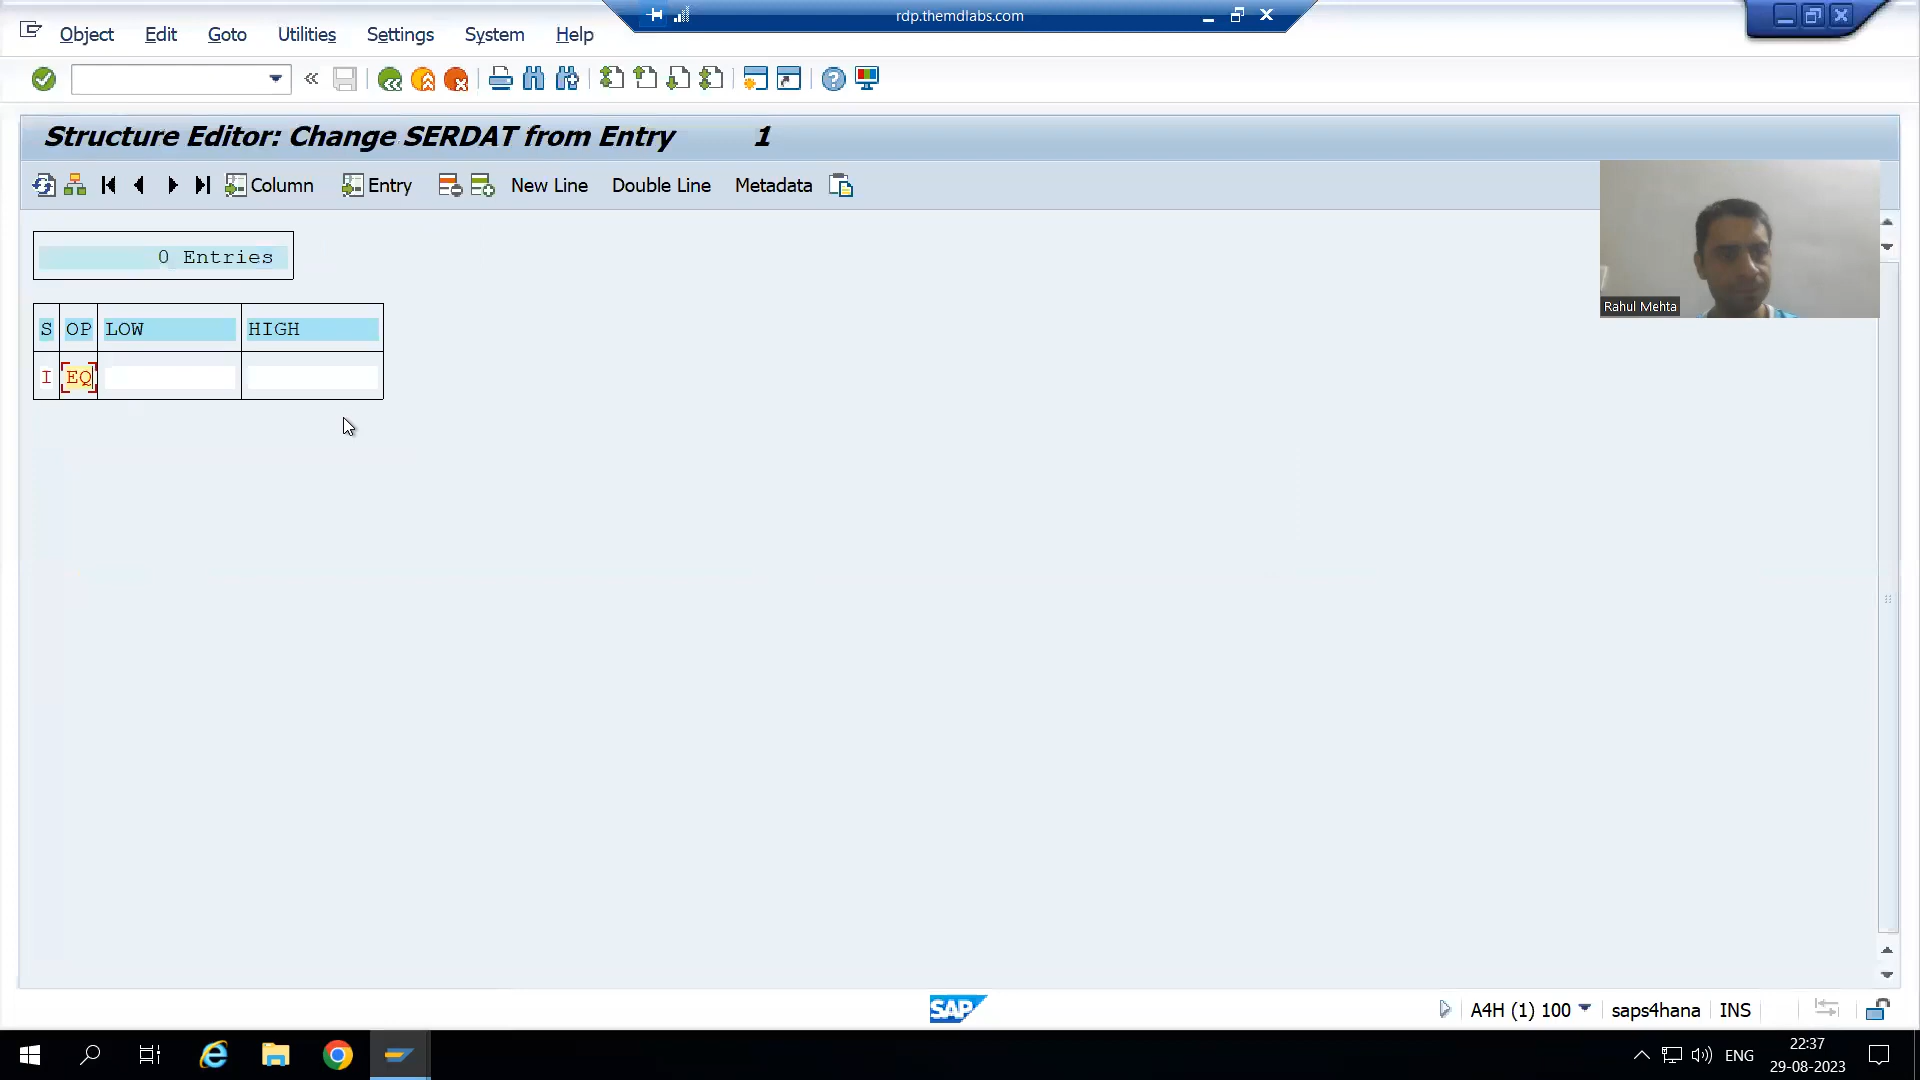 rdp.themdlabs.com
Object Edit Goto Utilities Settings System Help
Structure Editor: Change SERDAT from Entry 1
Column Entry New Line Double Line Metadata
0 Entries
S OP LOW HIGH
I EQ
Rahul Mehta
SAP
A4H (1) 100 saps4hana INS
ENG
22:37
29-08-2023